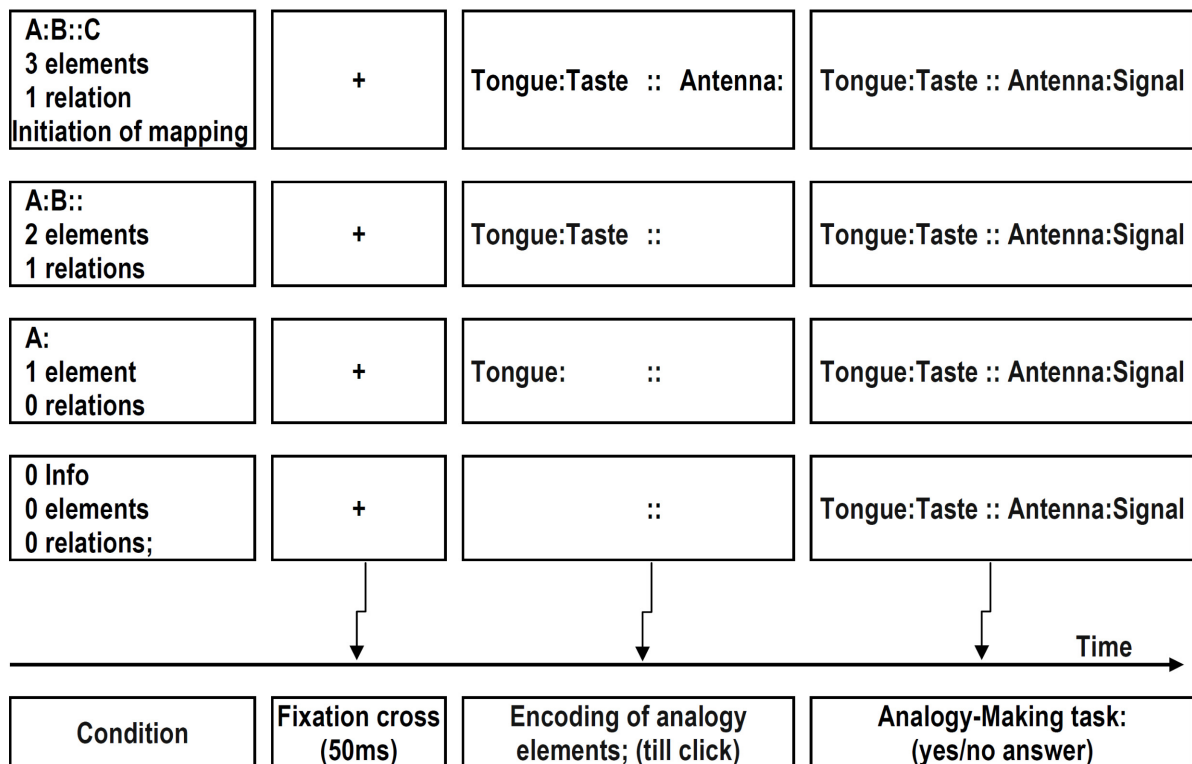 A:B::C
3 elements
1 relation
Initiation of mapping
+
Tongue:Taste :: Antenna:
Tongue:Taste :: Antenna:Signal
A:B::
2 elements
1 relations
+
Tongue:Taste ::
Tongue:Taste :: Antenna:Signal
A:
1 element
0 relations
+
Tongue: ::
Tongue:Taste :: Antenna:Signal
0 Info
0 elements
0 relations;
+
::
Tongue:Taste :: Antenna:Signal
Time
Condition
Fixation cross
(50ms)
Encoding of analogy
elements; (till click)
Analogy-Making task:
(yes/no answer)